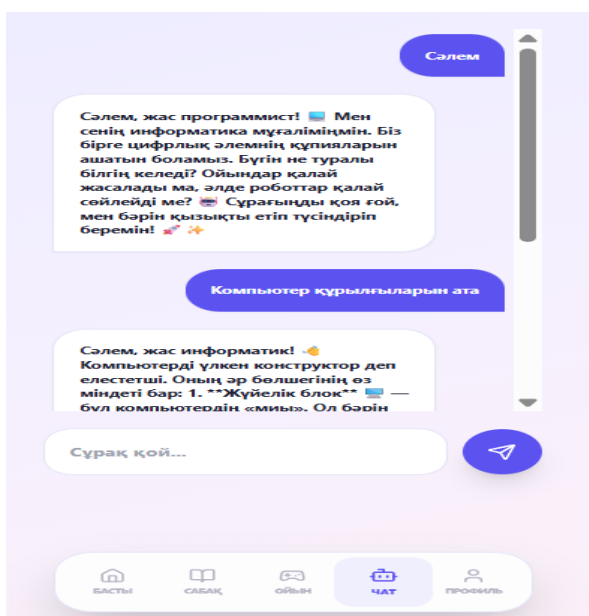 Сәлем
Сәлем, жас программист! 💻 Мен
сенің информатика мұғаліміңмін. Біз
бірге цифрлық әлемнің құпияларын
ашатын боламыз. Бүгін не туралы
білгің келеді? Ойындар қалай
жасалады ма, әлде роботтар қалай
сөйлейді ме? 🤖 Сұрағыңды қоя ғой,
мен бәрін қызықты етіп түсіндіріп
беремін! 🚀 ✨
Компьютер құрылғыларын ата
Сәлем, жас информатик! 👋
Компьютерді үлкен конструктор деп
елестетші. Оның әр бөлшегінің өз
міндеті бар: 1. **Жүйелік блок** 💻 —
бұл компьютердің «миы». Ол бәрін
Сұрақ қой...
БАСТЫ САБАҚ ОЙЫН ЧАТ ПРОФИЛЬ